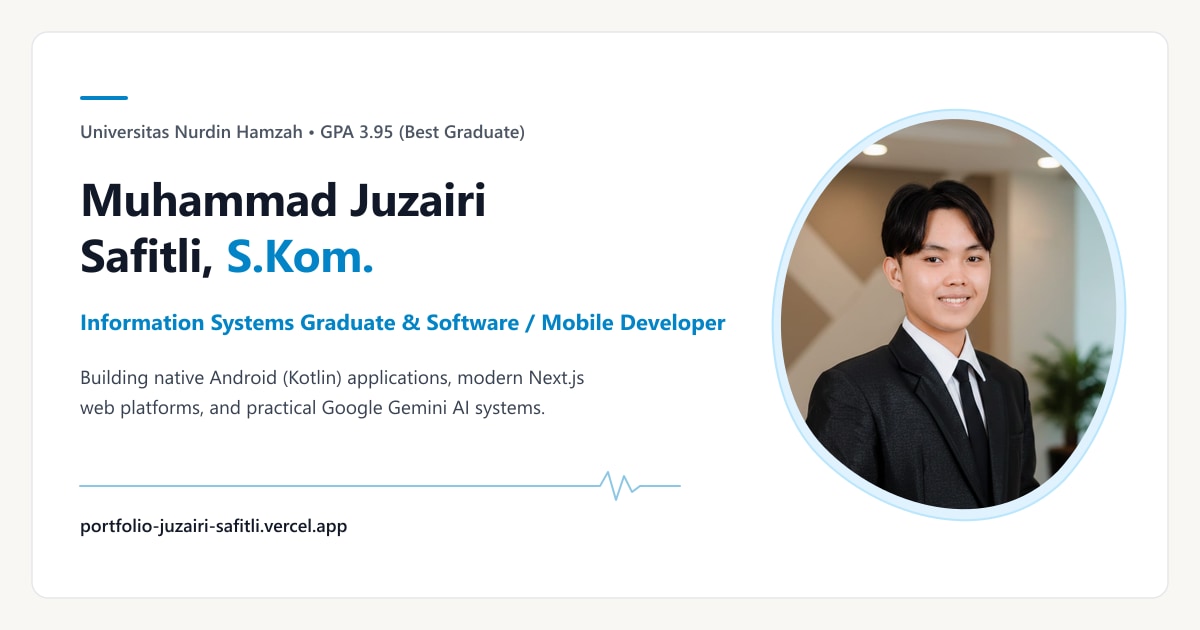 Universitas Nurdin Hamzah • GPA 3.95 (Best Graduate)
Muhammad Juzairi
Safitli, S.Kom.
Information Systems Graduate & Software / Mobile Developer
Building native Android (Kotlin) applications, modern Next.js
web platforms, and practical Google Gemini AI systems.
portfolio-juzairi-safitli.vercel.app